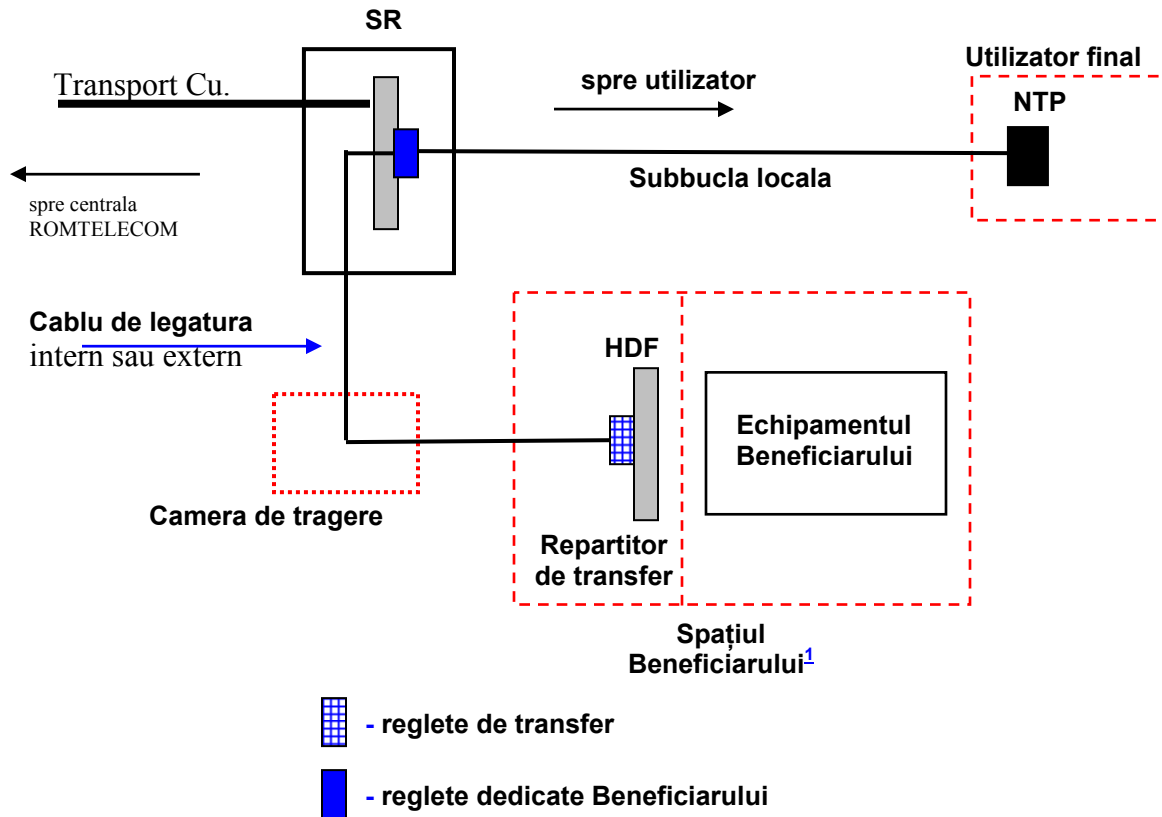 SR
Transport Cu.
spre utilizator
Utilizator final
NTP
Subbucla locala
spre centrala
ROMTELECOM
Cablu de legatura
intern sau extern
HDF
Echipamentul
Beneficiarului
Camera de tragere
Repartitor
de transfer
Spațiul
Beneficiarului1
- reglete de transfer
- reglete dedicate Beneficiarului